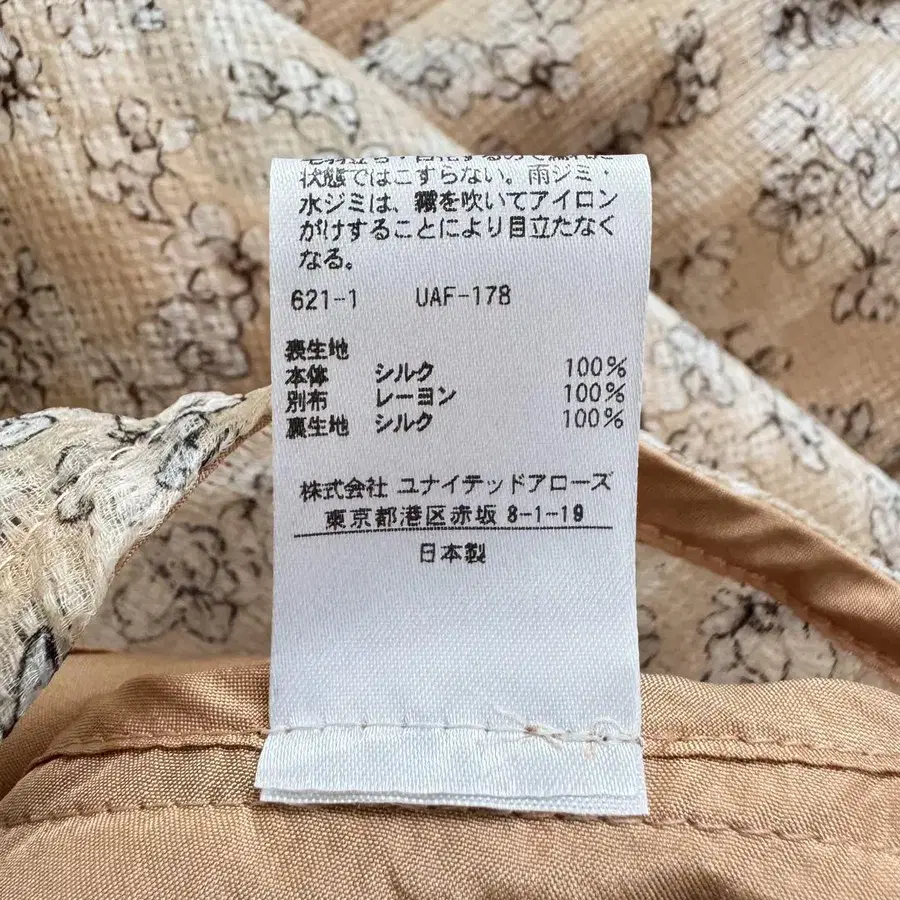 状態ではこすらない。雨ジミ・
水ジミは、霧を吹いてアイロン
がけすることにより目立たなく
なる。
621-1 UAF-178
表生地
本体 シルク 100%
別布 レーヨン 100%
裏生地 シルク 100%
株式会社 ユナイテッドアローズ
東京都港区赤坂 8-1-19
日本製